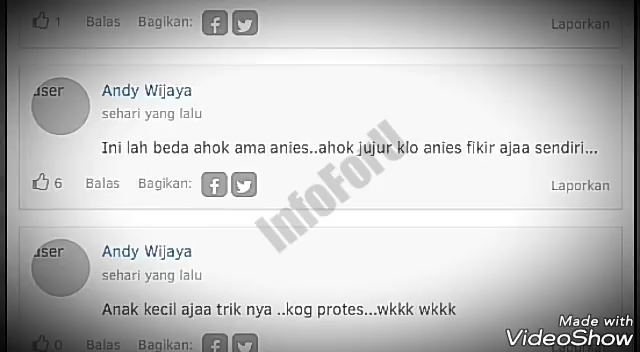 1 Balas Bagikan: Laporkan
user
Andy Wijaya
sehari yang lalu
Ini lah beda ahok ama anies..ahok jujur klo anies fikir ajaa sendiri...
6 Balas Bagikan: Laporkan
InfoForU
user
Andy Wijaya
sehari yang lalu
Anak kecil ajaa trik nya ..kog protes...wkkk wkkk
0 Balas Bagikan:
Made with
VideoShow